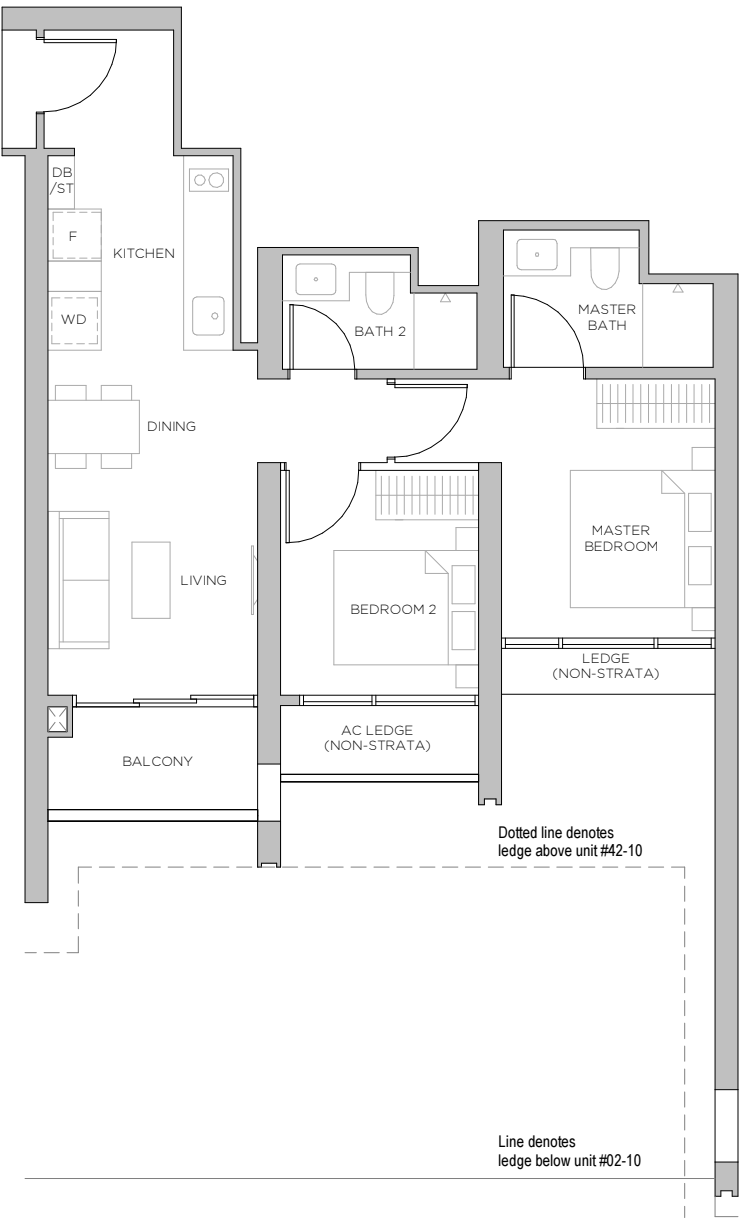 DB
/ST
F
KITCHEN
WD
BATH 2
MASTER
BATH
DINING
MASTER
BEDROOM
LIVING
BEDROOM 2
LEDGE
(NON-STRATA)
AC LEDGE
(NON-STRATA)
BALCONY
Dotted line denotes
ledge above unit #42-10
Line denotes
ledge below unit #02-10